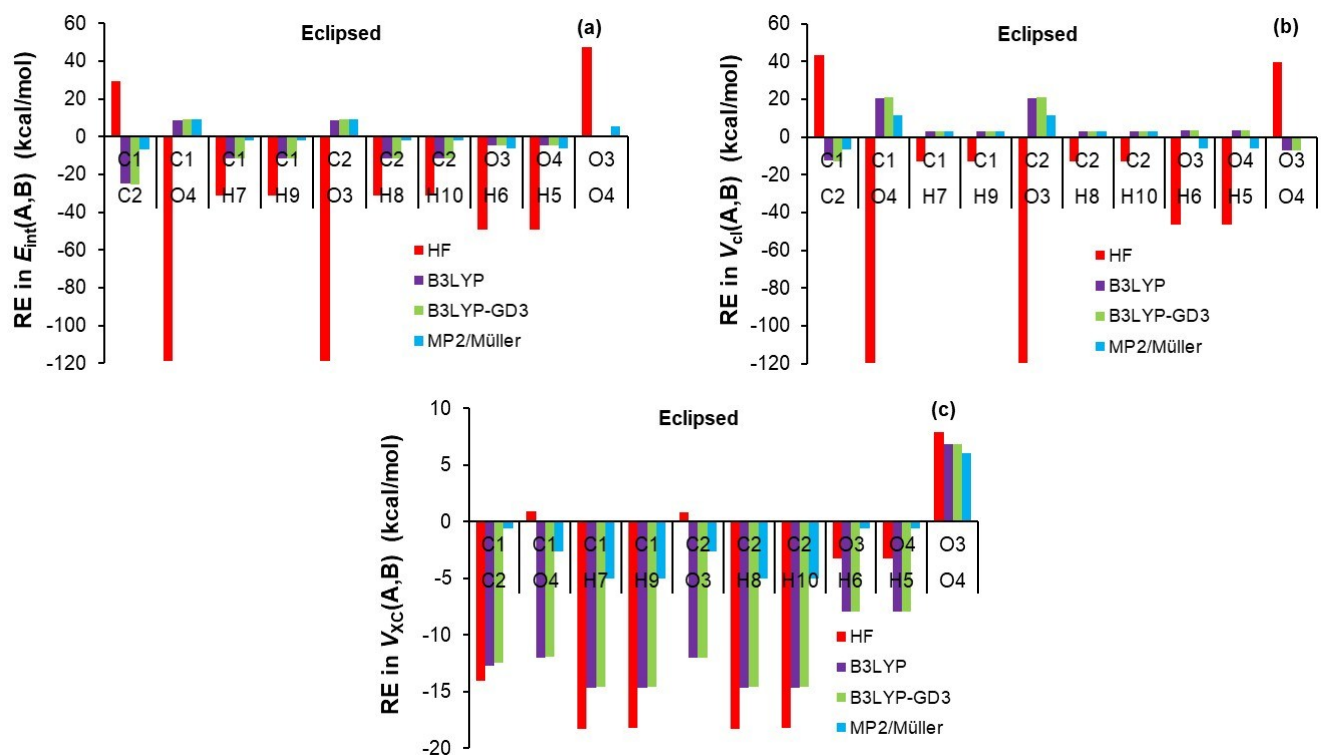 (a)
Eclipsed
RE in Eint(A,B) (kcal/mol)
60
40
20
0
-20
-40
-60
-80
-100
-120
C1 C1 C1 C1 C2 C2 C2 O3 O4 O3
C2 O4 H7 H9 O3 H8 H10 H6 H5 O4
HF
B3LYP
B3LYP-GD3
MP2/Müller
(b)
Eclipsed
RE in Vcl(A,B) (kcal/mol)
60
40
20
0
-20
-40
-60
-80
-100
-120
C1 C1 C1 C1 C2 C2 C2 O3 O4 O3
C2 O4 H7 H9 O3 H8 H10 H6 H5 O4
HF
B3LYP
B3LYP-GD3
MP2/Müller
(c)
Eclipsed
RE in VXC(A,B) (kcal/mol)
10
5
0
-5
-10
-15
-20
C1 C1 C1 C1 C2 C2 C2 O3 O4 O3
C2 O4 H7 H9 O3 H8 H10 H6 H5 O4
HF
B3LYP
B3LYP-GD3
MP2/Müller